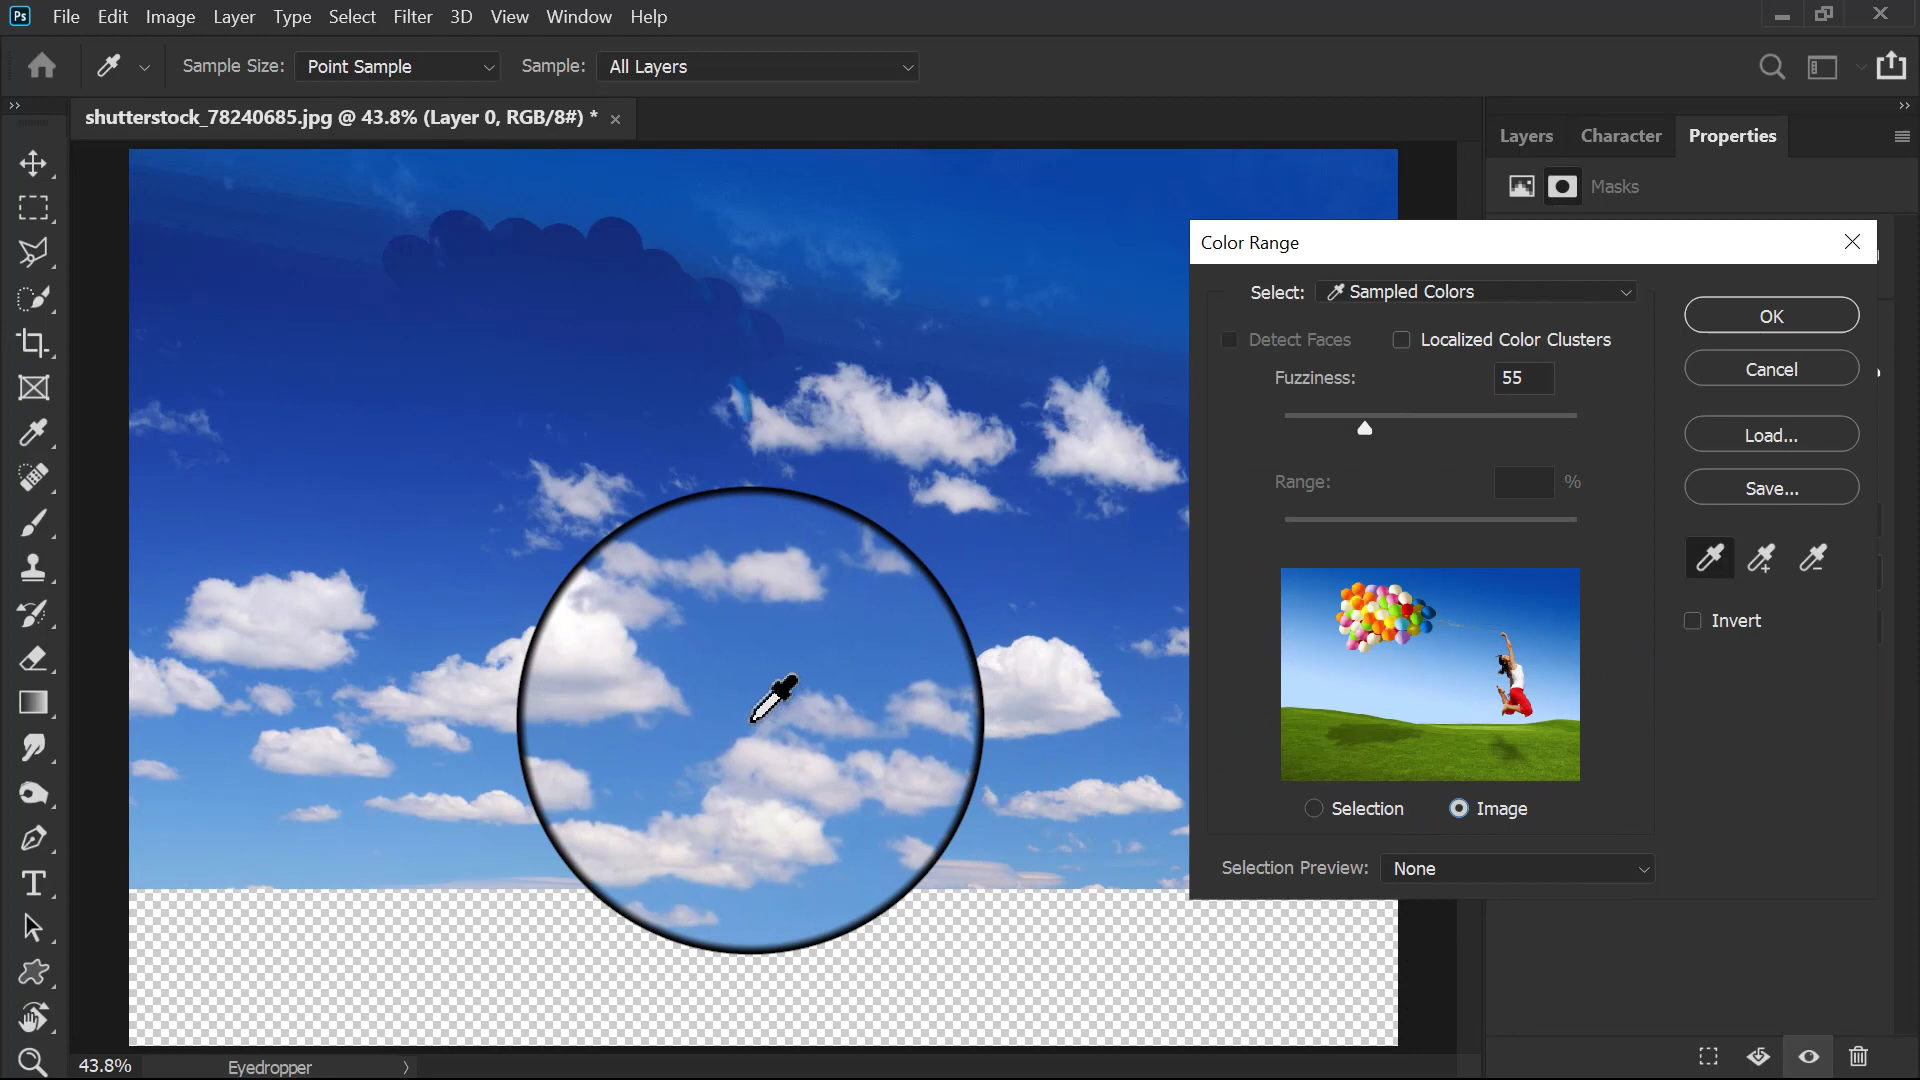 Ps File Edit Image Layer Type Select Filter 3D View Window Help
Sample Size: Point Sample Sample: All Layers
shutterstock_78240685.jpg @ 43.8% (Layer 0, RGB/8#) *
Layers Character Properties
Masks
Color Range
Select: Sampled Colors
OK
Detect Faces Localized Color Clusters
Cancel
Fuzziness: 55
Load...
Range: %
Save...
Invert
Selection Image
Selection Preview: None
43.8% Eyedropper